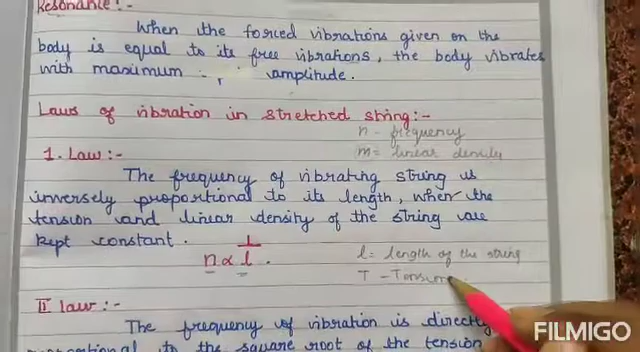 Resonance :-
When the forced vibrations given on the
body is equal to its free vibrations, the body vibrates
with maximum amplitude.
Laws of vibration in stretched string:-
n - frequency
m = linear density
1. Law :-
The frequency of vibrating string is
inversely proportional to its length, when the
tension and linear density of the string are
kept constant.
n ∝ 1/l .
l = length of the string
T - Tension
II law :-
The frequency of vibration is directly
to the square root of the tension
FILMIGO